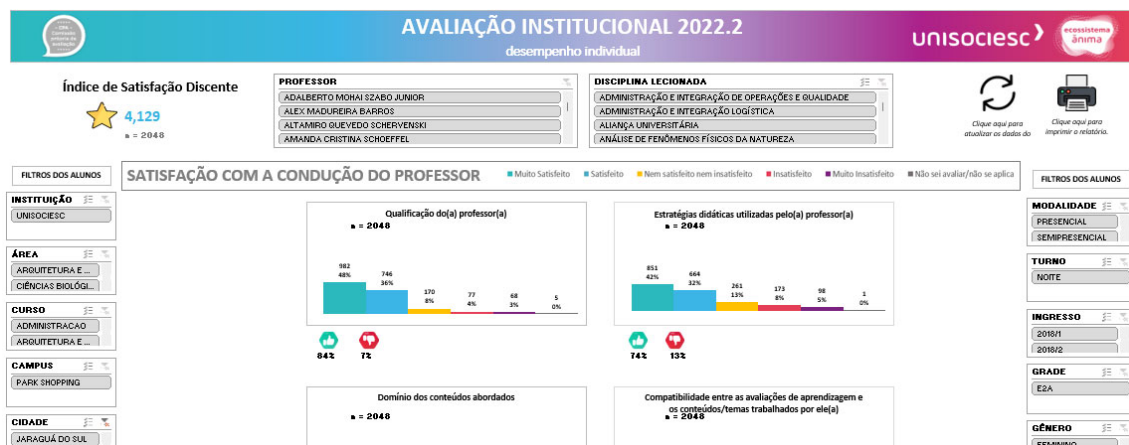 CPA
Comissão
própria de
avaliação
AVALIAÇÃO INSTITUCIONAL 2022.2
desempenho individual
unisociesc
ecossistema
ânima
Índice de Satisfação Discente
4,129
n = 2048
PROFESSOR
ADALBERTO MOHAI SZABO JUNIOR
ALEX MADUREIRA BARROS
ALTAMIRO QUEVEDO SCHERVENSKI
AMANDA CRISTINA SCHOEFFEL
DISCIPLINA LECIONADA
ADMINISTRAÇÃO E INTEGRAÇÃO DE OPERAÇÕES E QUALIDADE
ADMINISTRAÇÃO E INTEGRAÇÃO LOGÍSTICA
ALIANÇA UNIVERSITÁRIA
ANÁLISE DE FENÔMENOS FÍSICOS DA NATUREZA
Clique aqui para
atualizar os dados do
Clique aqui para
imprimir o relatório.
FILTROS DOS ALUNOS
SATISFAÇÃO COM A CONDUÇÃO DO PROFESSOR
Muito Satisfeito
Satisfeito
Nem satisfeito nem insatisfeito
Insatisfeito
Muito Insatisfeito
Não sei avaliar/não se aplica
FILTROS DOS ALUNOS
INSTITUIÇÃO
UNISOCIESC
ÁREA
ARQUITETURA E ...
CIÊNCIAS BIOLÓGI...
CURSO
ADMINISTRACAO
ARQUITETURA E ...
CAMPUS
PARK SHOPPING
CIDADE
JARAGUÁ DO SUL
Qualificação do(a) professor(a)
n = 2048
982
48%
746
36%
170
8%
77
4%
68
3%
5
0%
84%
7%
Estratégias didáticas utilizadas pelo(a) professor(a)
n = 2048
851
42%
664
32%
261
13%
173
8%
98
5%
1
0%
74%
13%
Domínio dos conteúdos abordados
n = 2048
Compatibilidade entre as avaliações de aprendizagem e
os conteúdos/temas trabalhados por ele(a)
n = 2048
MODALIDADE
PRESENCIAL
SEMIPRESENCIAL
TURNO
NOITE
INGRESSO
2018/1
2018/2
GRADE
E2A
GÊNERO
FEMININO